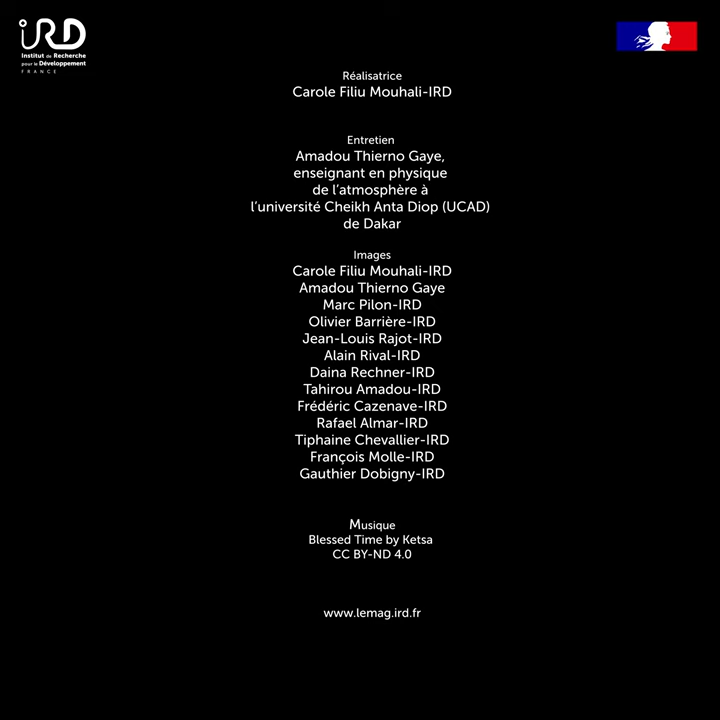 iRD
Institut de Recherche
pour le Développement
FRANCE
Réalisatrice
Carole Filiu Mouhali-IRD
Entretien
Amadou Thierno Gaye,
enseignant en physique
de l’atmosphère à
l’université Cheikh Anta Diop (UCAD)
de Dakar
Images
Carole Filiu Mouhali-IRD
Amadou Thierno Gaye
Marc Pilon-IRD
Olivier Barrière-IRD
Jean-Louis Rajot-IRD
Alain Rival-IRD
Daina Rechner-IRD
Tahirou Amadou-IRD
Frédéric Cazenave-IRD
Rafael Almar-IRD
Tiphaine Chevallier-IRD
François Molle-IRD
Gauthier Dobigny-IRD
Musique
Blessed Time by Ketsa
CC BY-ND 4.0
www.lemag.ird.fr